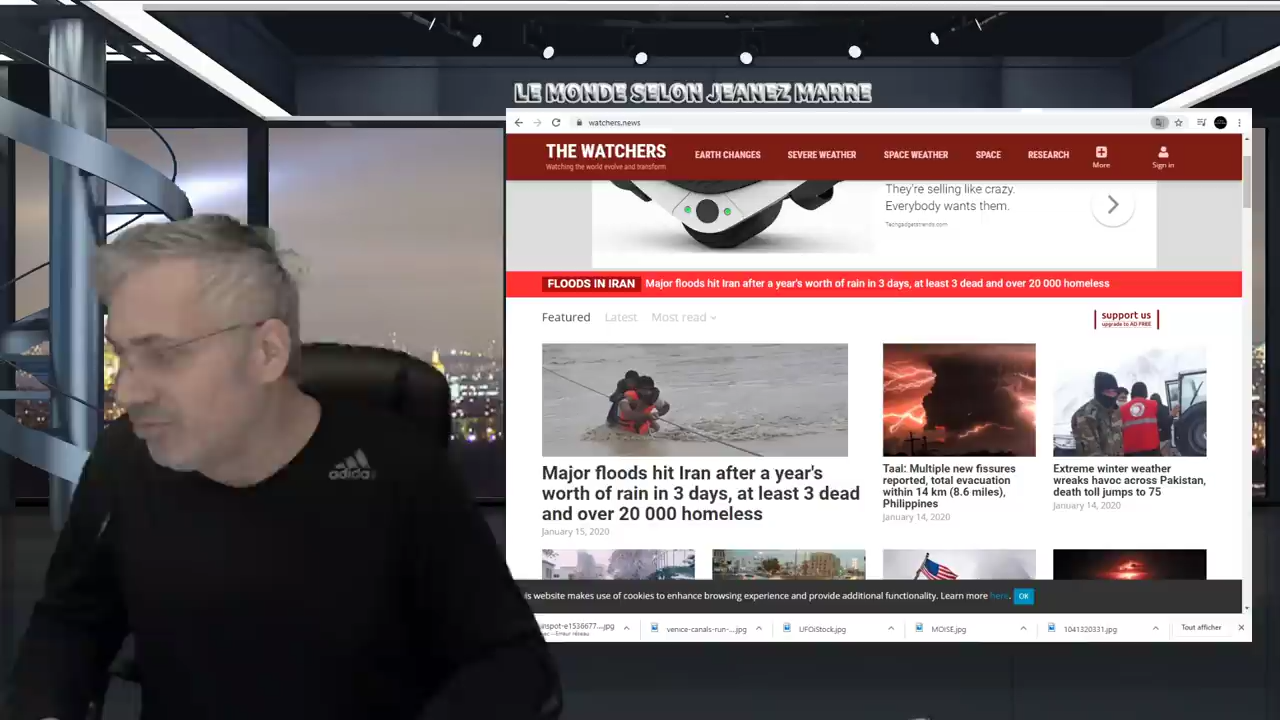 LE MONDE SELON JEANEZ MARRE
watchers.news
THE WATCHERS
Watching the world evolve and transform
EARTH CHANGES
SEVERE WEATHER
SPACE WEATHER
SPACE
RESEARCH
More
Sign in
They're selling like crazy.
Everybody wants them.
Techgadgetstrends.com
FLOODS IN IRAN Major floods hit Iran after a year's worth of rain in 3 days, at least 3 dead and over 20 000 homeless
Featured
Latest
Most read
support us
upgrade to AD FREE
adidas
Major floods hit Iran after a year's
worth of rain in 3 days, at least 3 dead
and over 20 000 homeless
January 15, 2020
Taal: Multiple new fissures
reported, total evacuation
within 14 km (8.6 miles),
Philippines
January 14, 2020
Extreme winter weather
wreaks havoc across Pakistan,
death toll jumps to 75
January 14, 2020
is website makes use of cookies to enhance browsing experience and provide additional functionality. Learn more here. OK
inspot-e1536677....jpg
Erreur réseau
venice-canals-run-...jpg
UFOiStock.jpg
MOISE.jpg
1041320331.jpg
Tout afficher